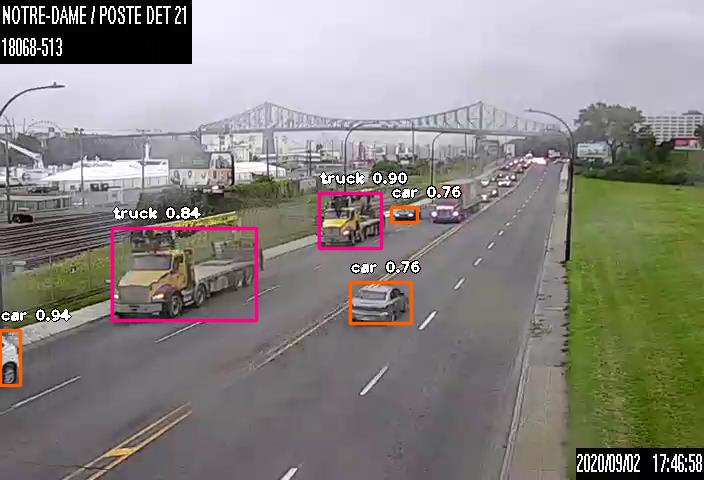 NOTRE-DAME / POSTE DET 21
18068-513
truck 0.90
car 0.76
truck 0.84
car 0.76
car 0.94
2020/09/02 17:46:58